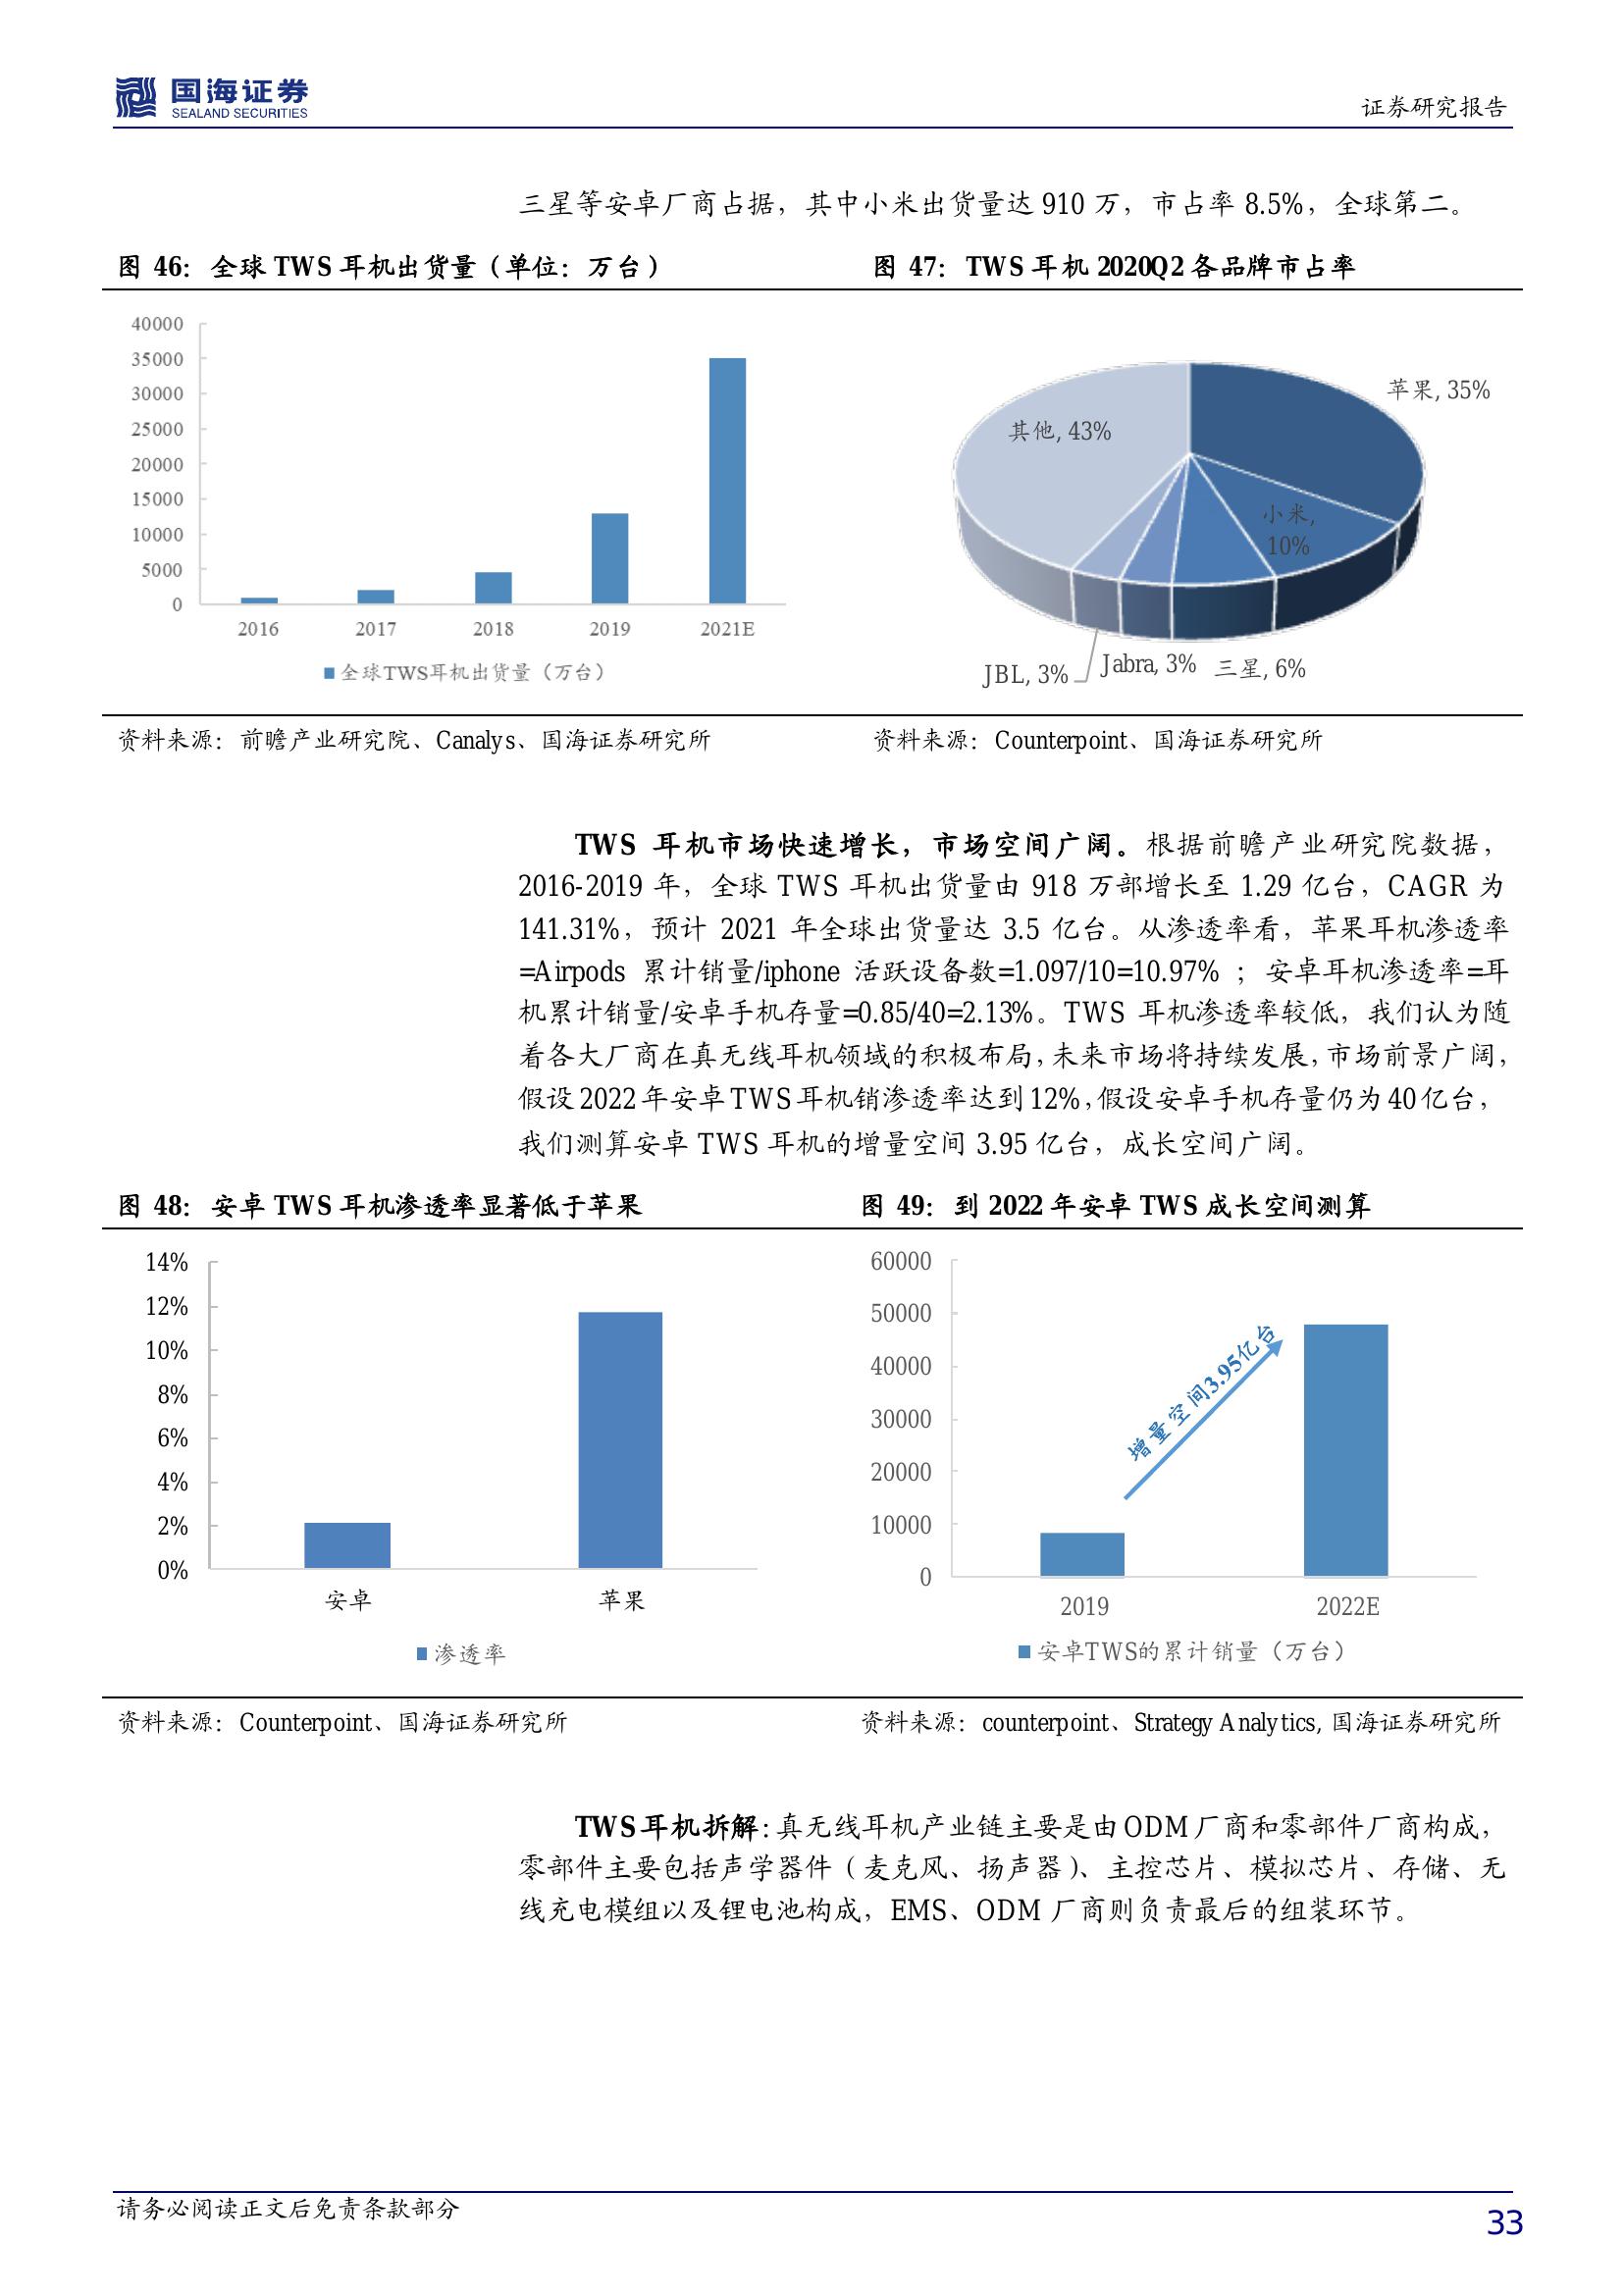 国海证券
SEALAND SECURITIES
证券研究报告
三星等安卓厂商占据，其中小米出货量达 910 万，市占率 8.5%，全球第二。
图 46：全球 TWS 耳机出货量（单位：万台）
40000
35000
30000
25000
20000
15000
10000
5000
0
2016 2017 2018 2019 2021E
全球TWS耳机出货量（万台）
资料来源：前瞻产业研究院、Canalys、国海证券研究所
图 47：TWS 耳机 2020Q2 各品牌市占率
苹果, 35%
其他, 43%
小米,
10%
JBL, 3%
Jabra, 3%
三星, 6%
资料来源：Counterpoint、国海证券研究所
TWS 耳机市场快速增长，市场空间广阔。根据前瞻产业研究院数据，
2016-2019 年，全球 TWS 耳机出货量由 918 万部增长至 1.29 亿台，CAGR 为
141.31%，预计 2021 年全球出货量达 3.5 亿台。从渗透率看，苹果耳机渗透率
=Airpods 累计销量/iphone 活跃设备数=1.097/10=10.97% ；安卓耳机渗透率=耳
机累计销量/安卓手机存量=0.85/40=2.13%。TWS 耳机渗透率较低，我们认为随
着各大厂商在真无线耳机领域的积极布局，未来市场将持续发展，市场前景广阔，
假设 2022 年安卓 TWS 耳机销渗透率达到 12%，假设安卓手机存量仍为 40 亿台，
我们测算安卓 TWS 耳机的增量空间 3.95 亿台，成长空间广阔。
图 48：安卓 TWS 耳机渗透率显著低于苹果
14%
12%
10%
8%
6%
4%
2%
0%
安卓 苹果
渗透率
资料来源：Counterpoint、国海证券研究所
图 49：到 2022 年安卓 TWS 成长空间测算
60000
50000
40000
30000
20000
10000
0
增量空间3.95亿台
2019 2022E
安卓TWS的累计销量（万台）
资料来源：counterpoint、Strategy Analytics, 国海证券研究所
TWS 耳机拆解：真无线耳机产业链主要是由 ODM 厂商和零部件厂商构成，
零部件主要包括声学器件（麦克风、扬声器）、主控芯片、模拟芯片、存储、无
线充电模组以及锂电池构成，EMS、ODM 厂商则负责最后的组装环节。
请务必阅读正文后免责条款部分
33